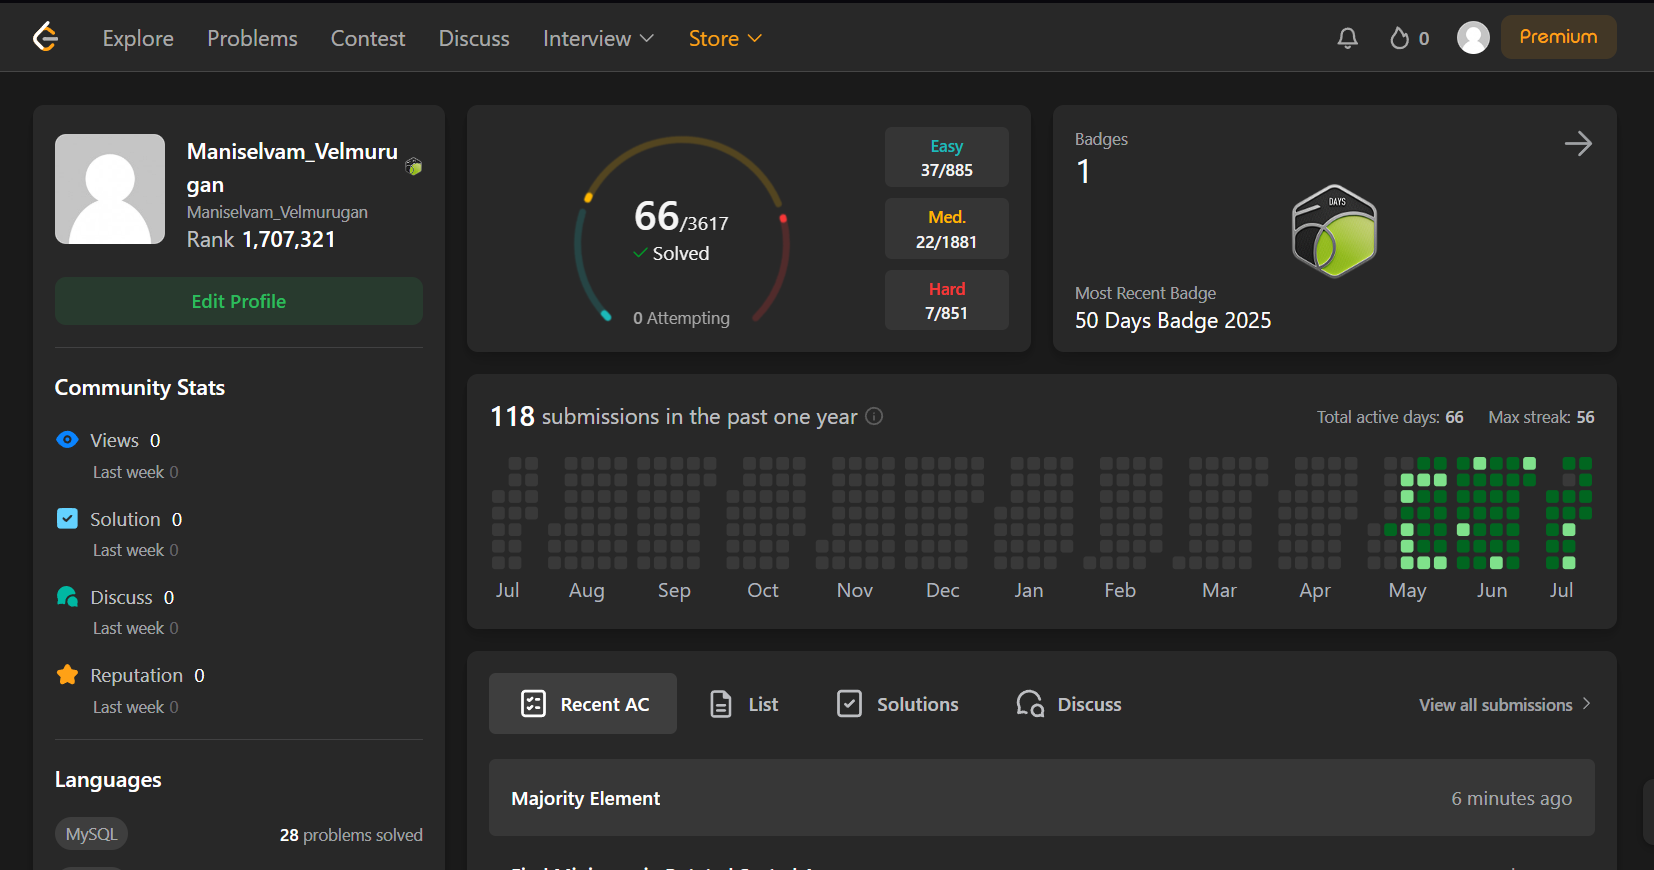 Explore Problems Contest Discuss Interview Store 0 Premium
Maniselvam_Velmuru
gan
Maniselvam_Velmurugan
Rank 1,707,321
Edit Profile
Community Stats
Views 0
Last week 0
Solution 0
Last week 0
Discuss 0
Last week 0
Reputation 0
Last week 0
Languages
MySQL 28 problems solved
66/3617
Solved
0 Attempting
Easy
37/885
Med.
22/1881
Hard
7/851
Badges
1
DAYS
Most Recent Badge
50 Days Badge 2025
118 submissions in the past one year Total active days: 66 Max streak: 56
Jul Aug Sep Oct Nov Dec Jan Feb Mar Apr May Jun Jul
Recent AC List Solutions Discuss View all submissions
Majority Element 6 minutes ago